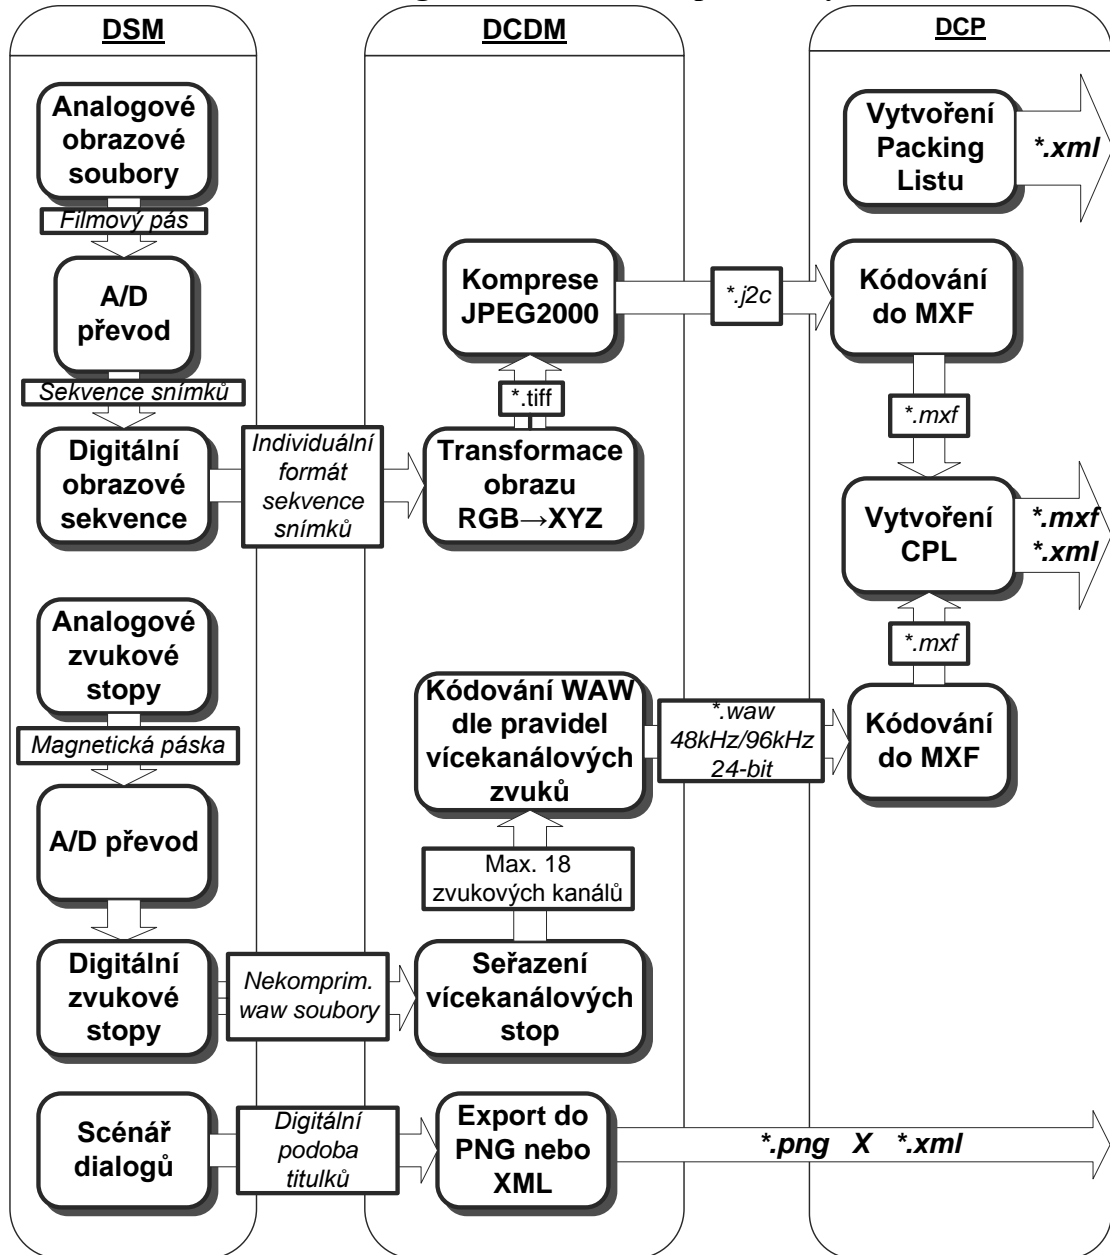 DSM
Analogové
obrazové
soubory
Filmový pás
A/D
převod
Sekvence snímků
Digitální
obrazové
sekvence
Individuální
formát
sekvence
snímků
Analogové
zvukové
stopy
Magnetická páska
A/D převod
Digitální
zvukové
stopy
Nekomprim.
waw soubory
Scénář
dialogů
Digitální
podoba
titulků
DCDM
Komprese
JPEG2000
*.j2c
*.tiff
Transformace
obrazu
RGB→XYZ
Kódování WAW
dle pravidel
vícekanálových
zvuků
*.waw
48kHz/96kHz
24-bit
Max. 18
zvukových kanálů
Seřazení
vícekanálových
stop
Export do
PNG nebo
XML
*.png X *.xml
DCP
Vytvoření
Packing
Listu
*.xml
Kódování
do MXF
*.mxf
Vytvoření
CPL
*.mxf
*.xml
*.mxf
Kódování
do MXF